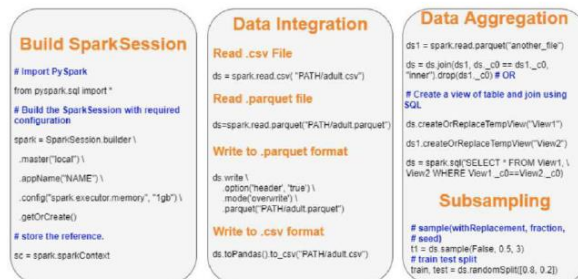 Build SparkSession
# Import PySpark
from pyspark.sql import *
# Build the SparkSession with required
configuration
spark = SparkSession.builder \
.master("local") \
.appName("NAME") \
.config("spark.executor.memory", "1gb") \
.getOrCreate()
# store the reference.
sc = spark.sparkContext
Data Integration
Read .csv File
ds = spark.read.csv( "PATH/adult.csv")
Read .parquet file
ds=spark.read.parquet("PATH/adult.parquet")
Write to .parquet format
ds.write \
.option('header', 'true') \
.mode('overwrite') \
.parquet("PATH/adult.parquet")
Write to .csv format
ds.toPandas().to_csv("PATH/adult.csv")
Data Aggregation
ds1 = spark.read.parquet("another_file")
ds = ds.join(ds1, ds._c0 == ds1._c0,
"inner").drop(ds1._c0) # OR
# Create a view of table and join using
SQL
ds.createOrReplaceTempView("View1")
ds1.createOrReplaceTempView("View2")
ds = spark.sql('SELECT * FROM View1, \
View2 WHERE View1._c0==View2._c0)
Subsampling
# sample(withReplacement, fraction,
# seed)
t1 = ds.sample(False, 0.5, 3)
# train test split
train, test = ds.randomSplit([0.8, 0.2])